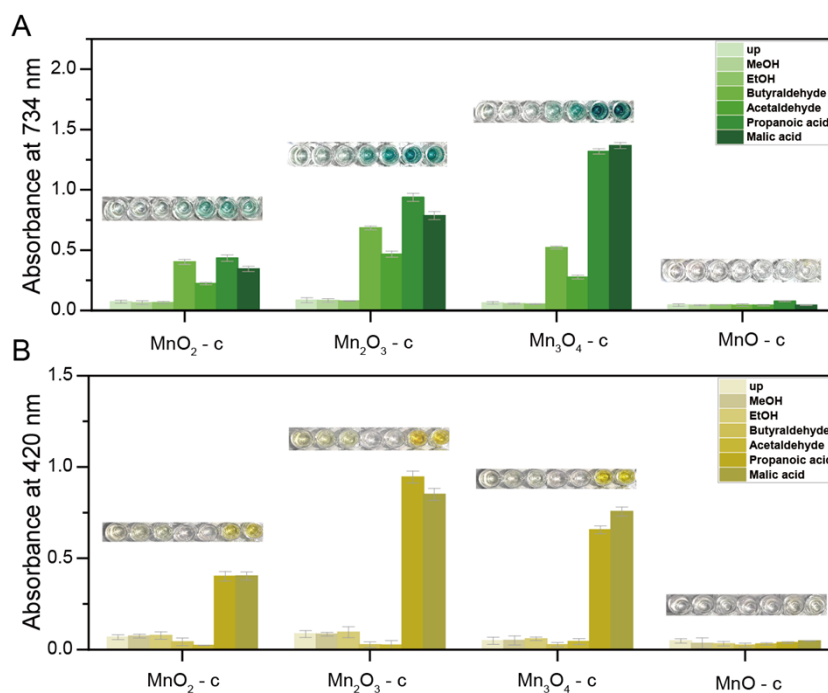 A
Absorbance at 734 nm
2.0
1.5
1.0
0.5
0.0
up
MeOH
EtOH
Butyraldehyde
Acetaldehyde
Propanoic acid
Malic acid
MnO₂ - c
Mn₂O₃ - c
Mn₃O₄ - c
MnO - c
B
Absorbance at 420 nm
1.5
1.0
0.5
0.0
up
MeOH
EtOH
Butyraldehyde
Acetaldehyde
Propanoic acid
Malic acid
MnO₂ - c
Mn₂O₃ - c
Mn₃O₄ - c
MnO - c